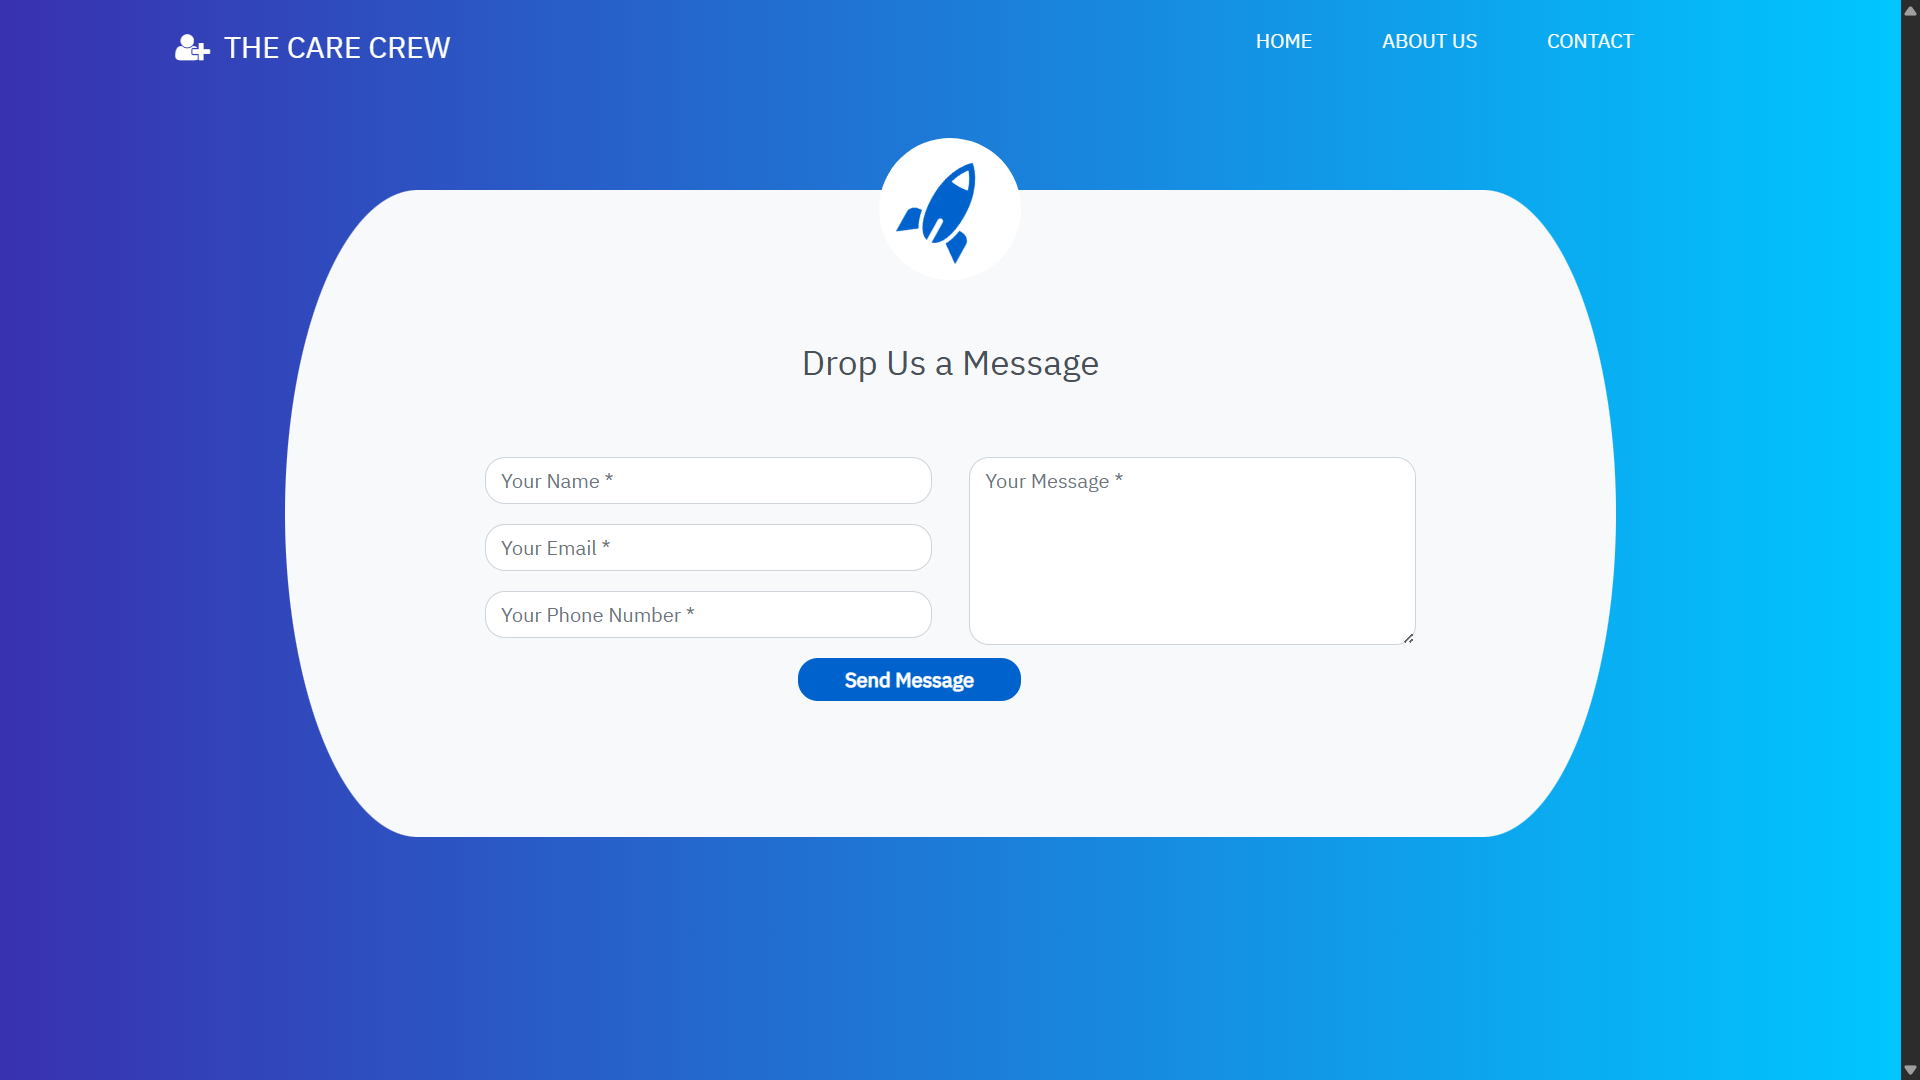 THE CARE CREW
HOME ABOUT US CONTACT
Drop Us a Message
Your Name *
Your Email *
Your Phone Number *
Your Message *
Send Message